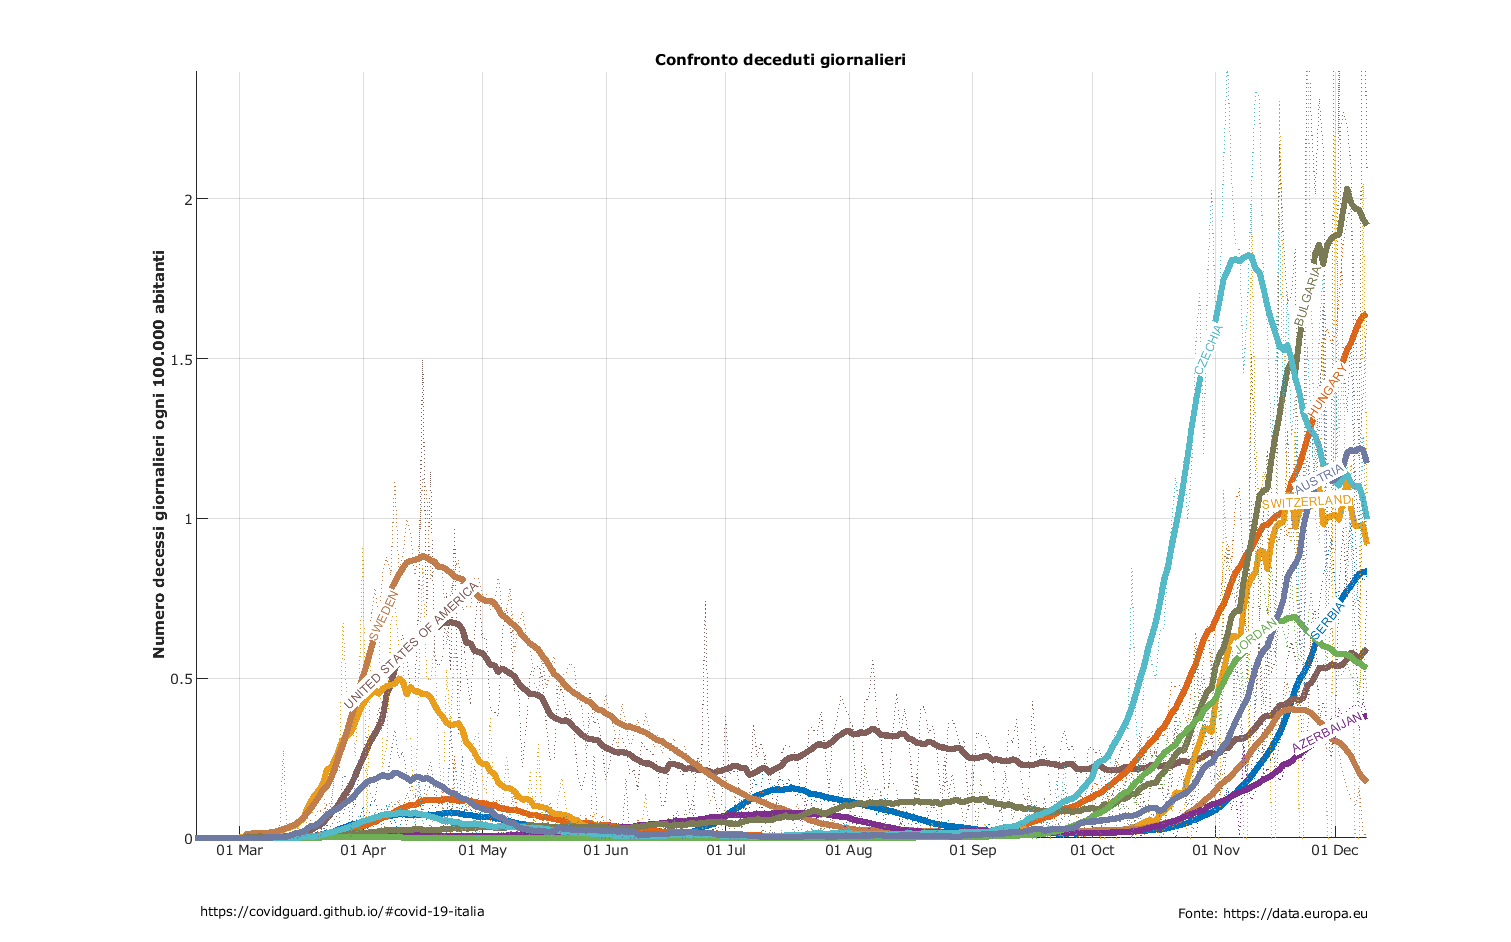 Confronto deceduti giornalieri
Numero decessi giornalieri ogni 100.000 abitanti
2
1.5
1
0.5
0
CZECHIA
BULGARIA
HUNGARY
AUSTRIA
SWITZERLAND
SWEDEN
UNITED STATES OF AMERICA
JORDAN
SERBIA
AZERBAIJAN
01 Mar
01 Apr
01 May
01 Jun
01 Jul
01 Aug
01 Sep
01 Oct
01 Nov
01 Dec
https://covidguard.github.io/#covid-19-italia
Fonte: https://data.europa.eu